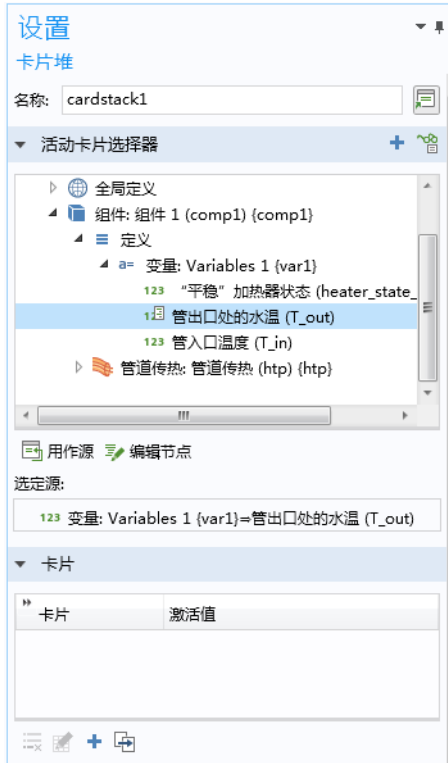 设置
卡片堆
名称: cardstack1
活动卡片选择器
全局定义
组件: 组件 1 (comp1) {comp1}
定义
a= 变量: Variables 1 {var1}
123 “平稳”加热器状态 (heater_state_
管出口处的水温 (T_out)
123 管入口温度 (T_in)
管道传热: 管道传热 (htp) {htp}
用作源 编辑节点
选定源:
123 变量: Variables 1 {var1}⇒管出口处的水温 (T_out)
卡片
卡片 激活值